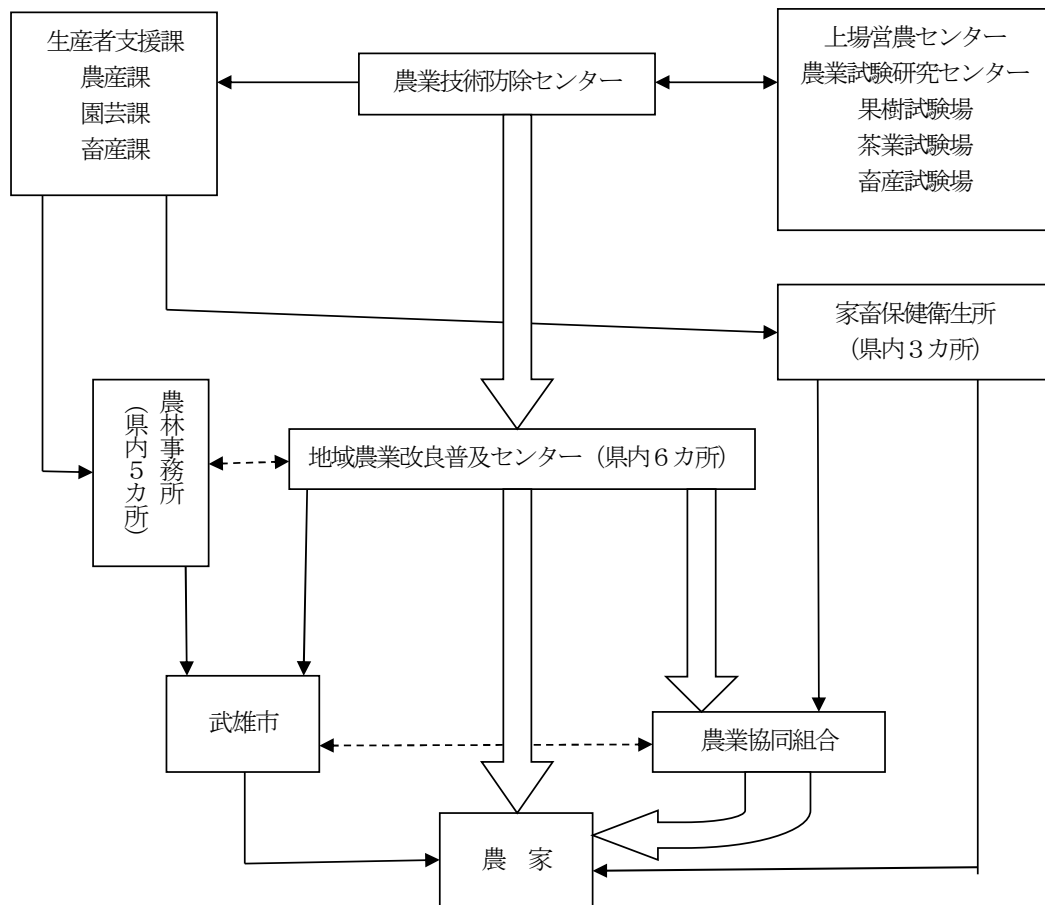 生産者支援課
農産課
園芸課
畜産課
農業技術防除センター
上場営農センター
農業試験研究センター
果樹試験場
茶業試験場
畜産試験場
家畜保健衛生所
（県内３カ所）
農林事務所
（県内５カ所）
地域農業改良普及センター（県内６カ所）
武雄市
農業協同組合
農　家